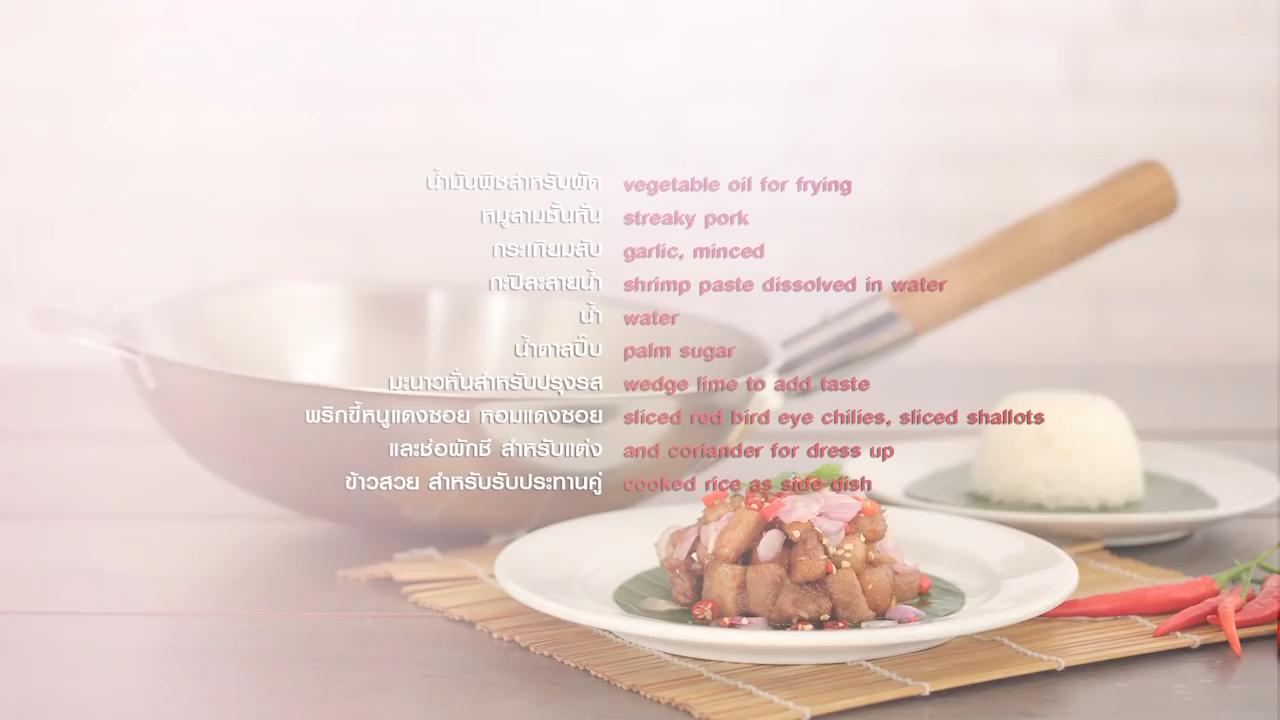 น้ำมันพืชสำหรับผัด vegetable oil for frying
หมูสามชั้นหั่น streaky pork
กระเทียมสับ garlic, minced
กะปิละลายน้ำ shrimp paste dissolved in water
น้ำ water
น้ำตาลปี๊บ palm sugar
มะนาวหั่นสำหรับปรุงรส wedge lime to add taste
พริกขี้หนูแดงซอย หอมแดงซอย sliced red bird eye chilies, sliced shallots
และช่อผักชี สำหรับแต่ง and coriander for dress up
ข้าวสวย สำหรับรับประทานคู่ cooked rice as side dish